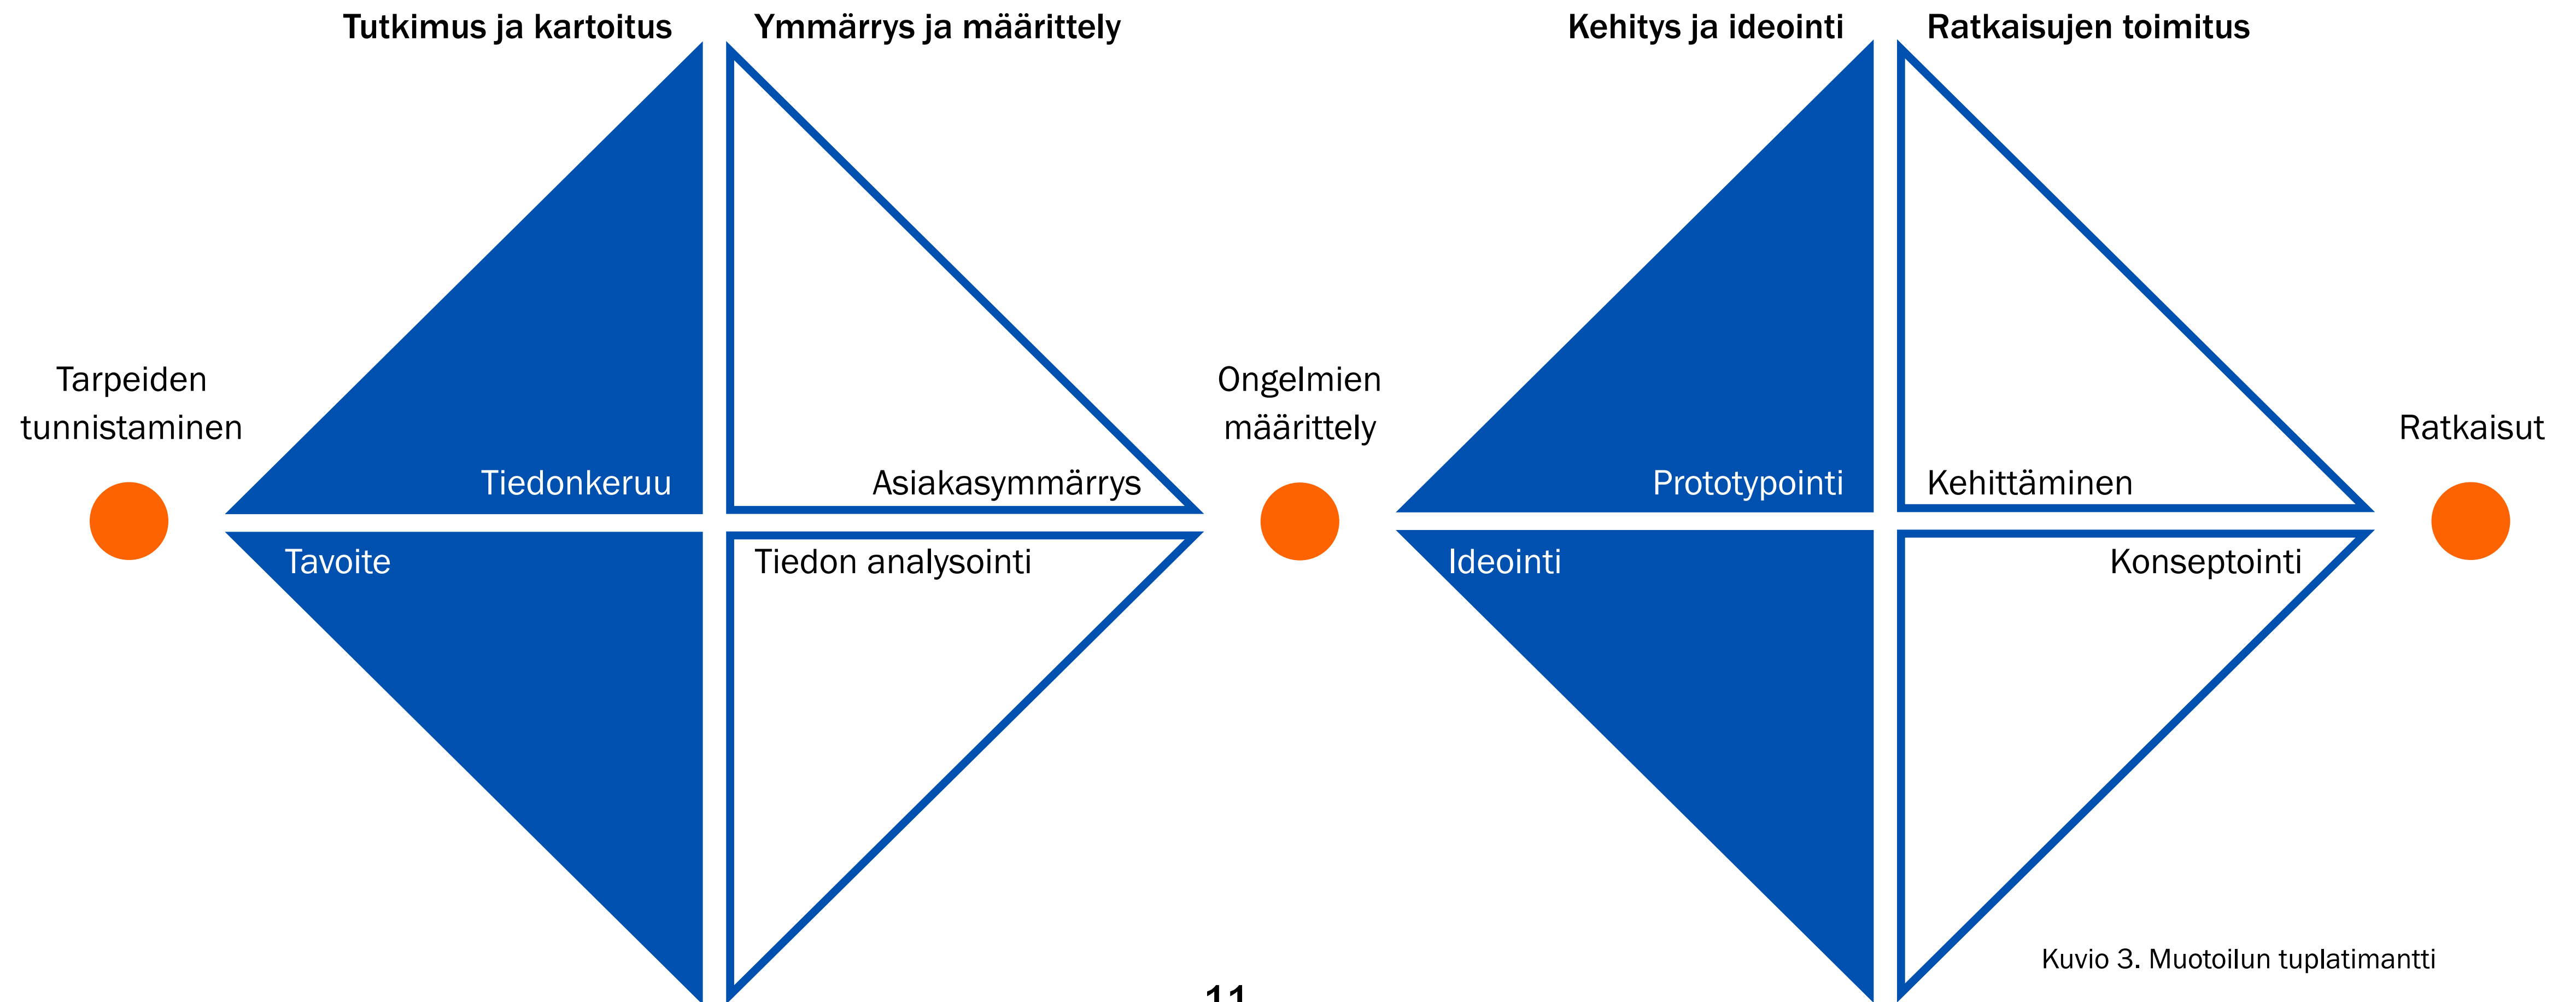 Tutkimus ja kartoitus
Ymmärrys ja määrittely
Kehitys ja ideointi
Ratkaisujen toimitus
Tarpeiden
tunnistaminen
Tiedonkeruu
Asiakasymmärrys
Tavoite
Tiedon analysointi
Ongelmien
määrittely
Prototypointi
Kehittäminen
Ideointi
Konseptointi
Ratkaisut
Kuvio 3. Muotoilun tuplatimantti
11